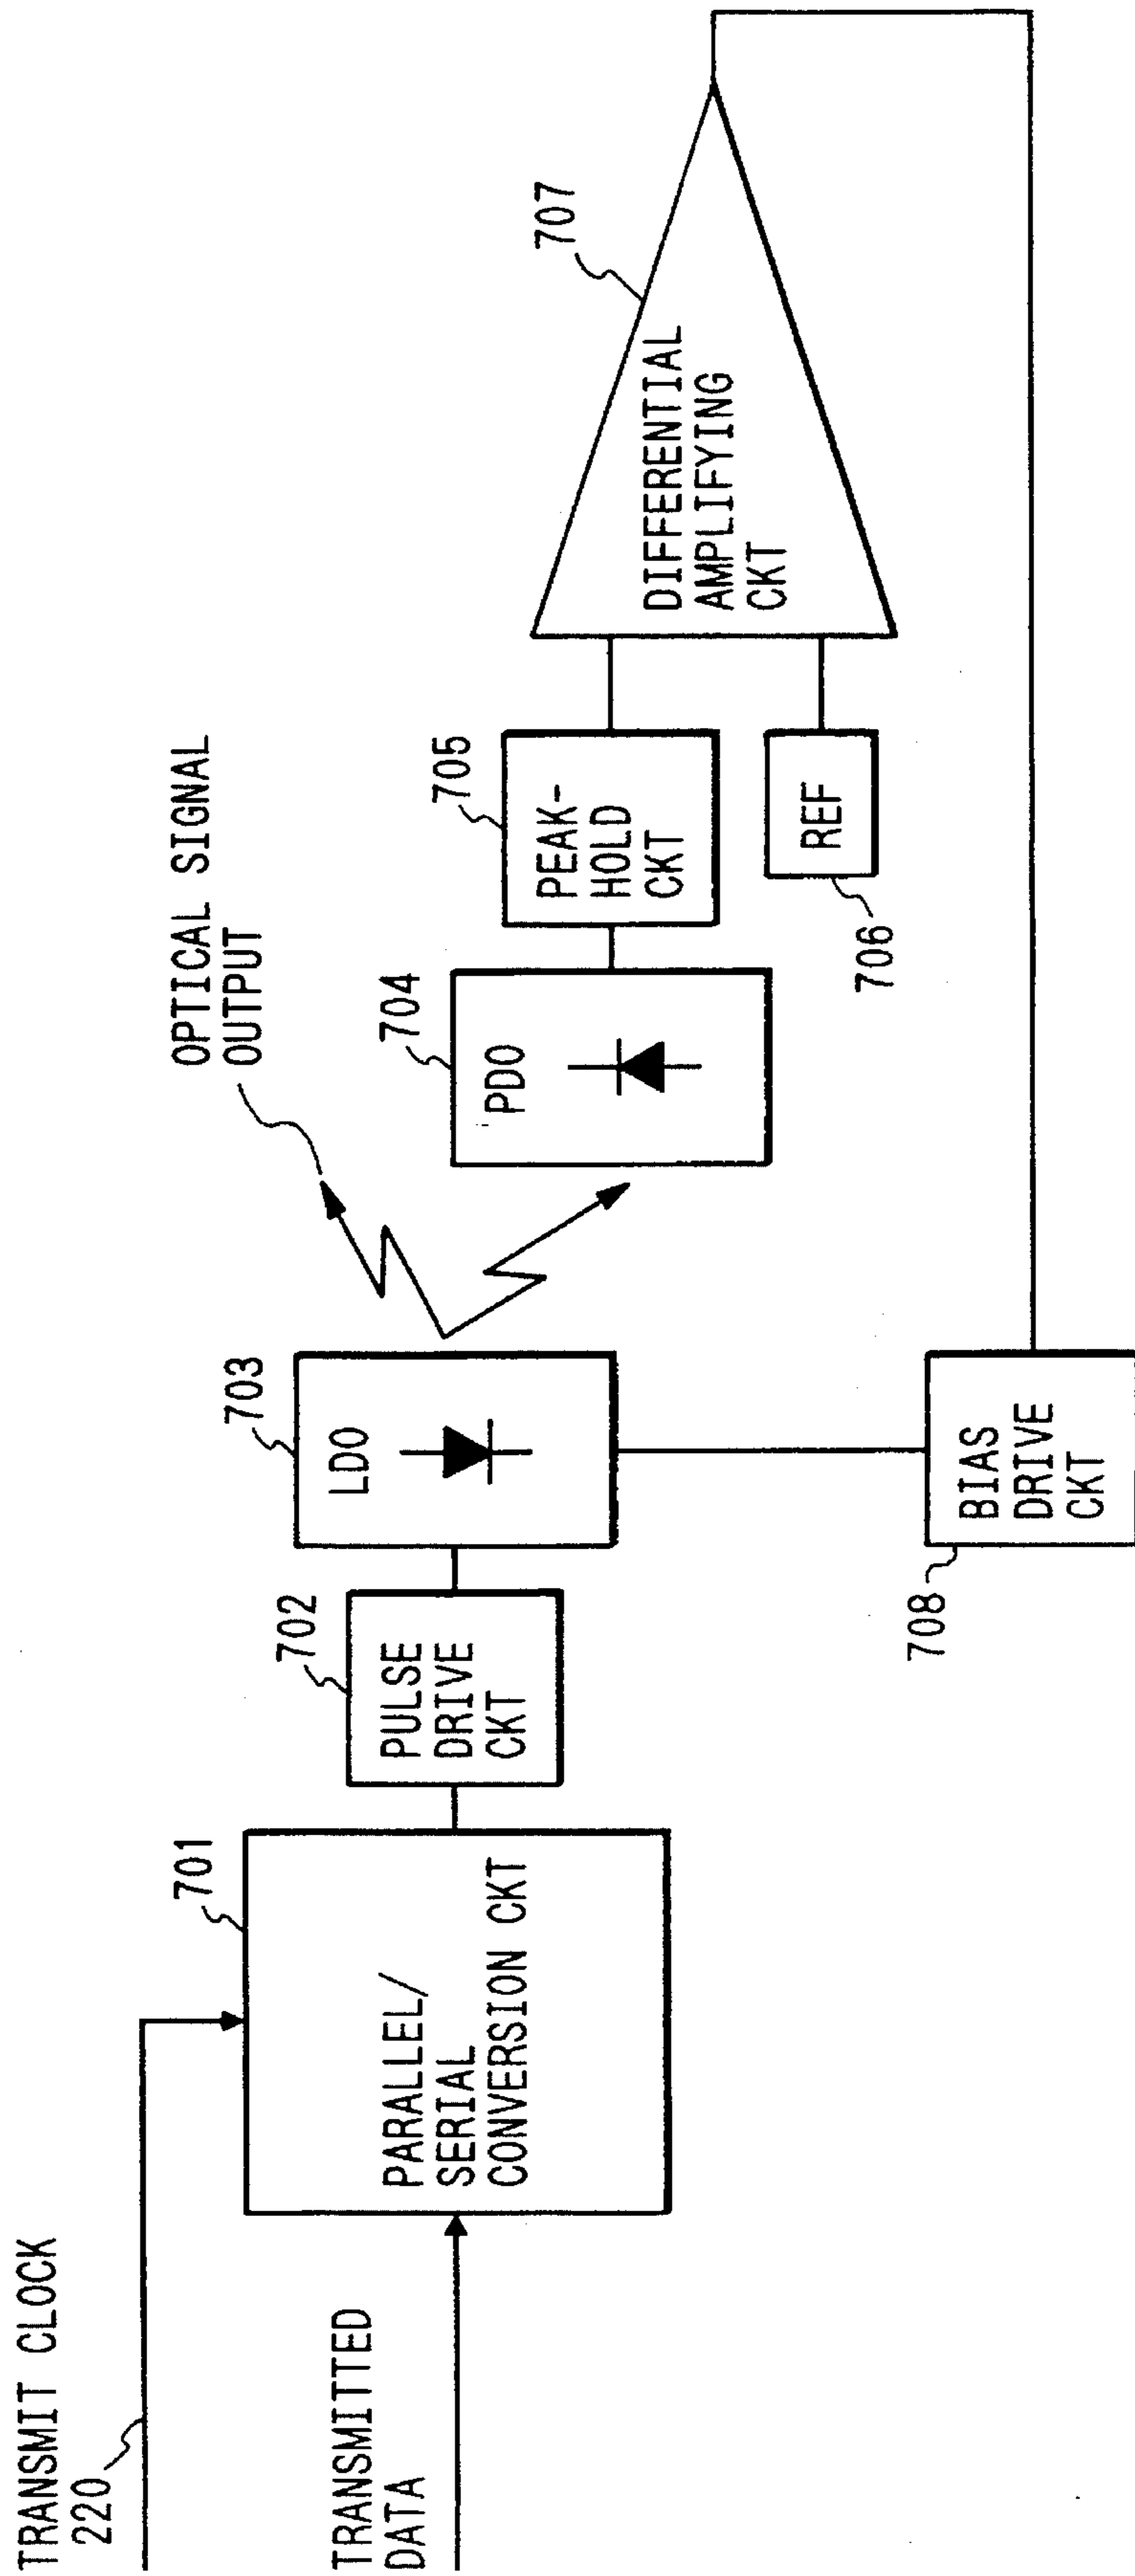 TRANSMIT CLOCK
220
TRANSMITTED
DATA
701
PARALLEL/
SERIAL
CONVERSION CKT
702
PULSE
DRIVE
CKT
703
LDO
OPTICAL SIGNAL
OUTPUT
704
PDO
705
PEAK-
HOLD
CKT
REF
706
707
DIFFERENTIAL
AMPLIFYING
CKT
708
BIAS
DRIVE
CKT